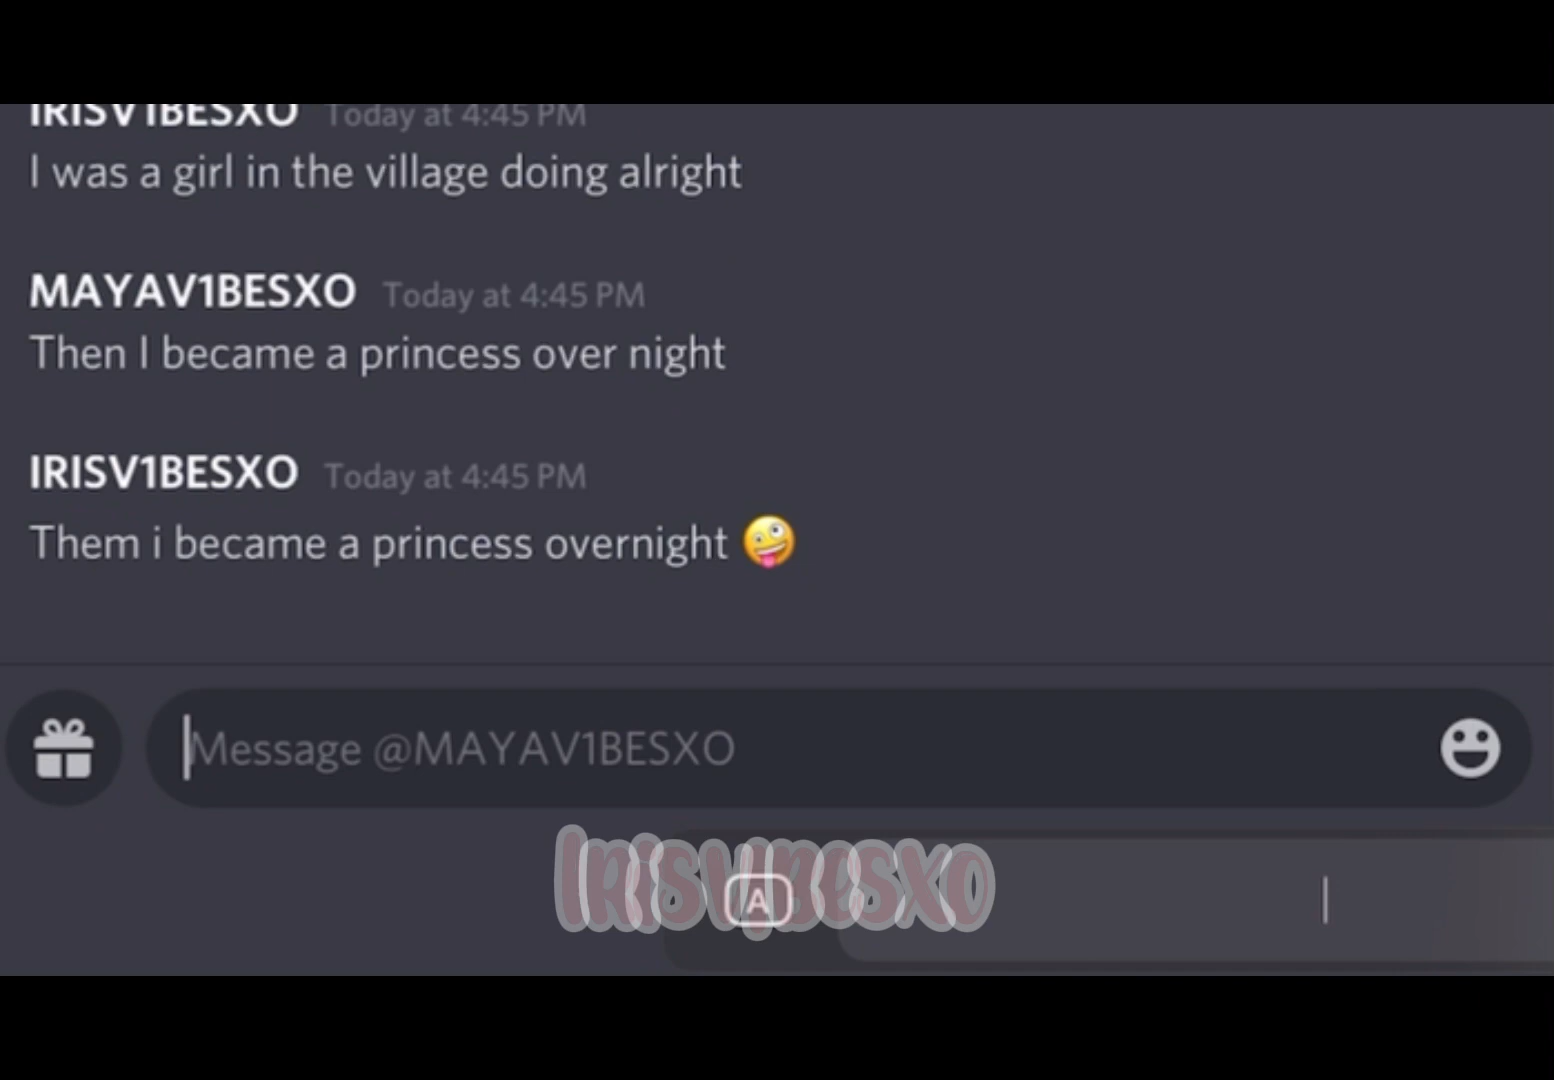 IRISV1BESXO Today at 4:45 PM
I was a girl in the village doing alright
MAYAV1BESXO Today at 4:45 PM
Then I became a princess over night
IRISV1BESXO Today at 4:45 PM
Them i became a princess overnight 🤪
Message @MAYAV1BESXO
IrisV1besxo
A